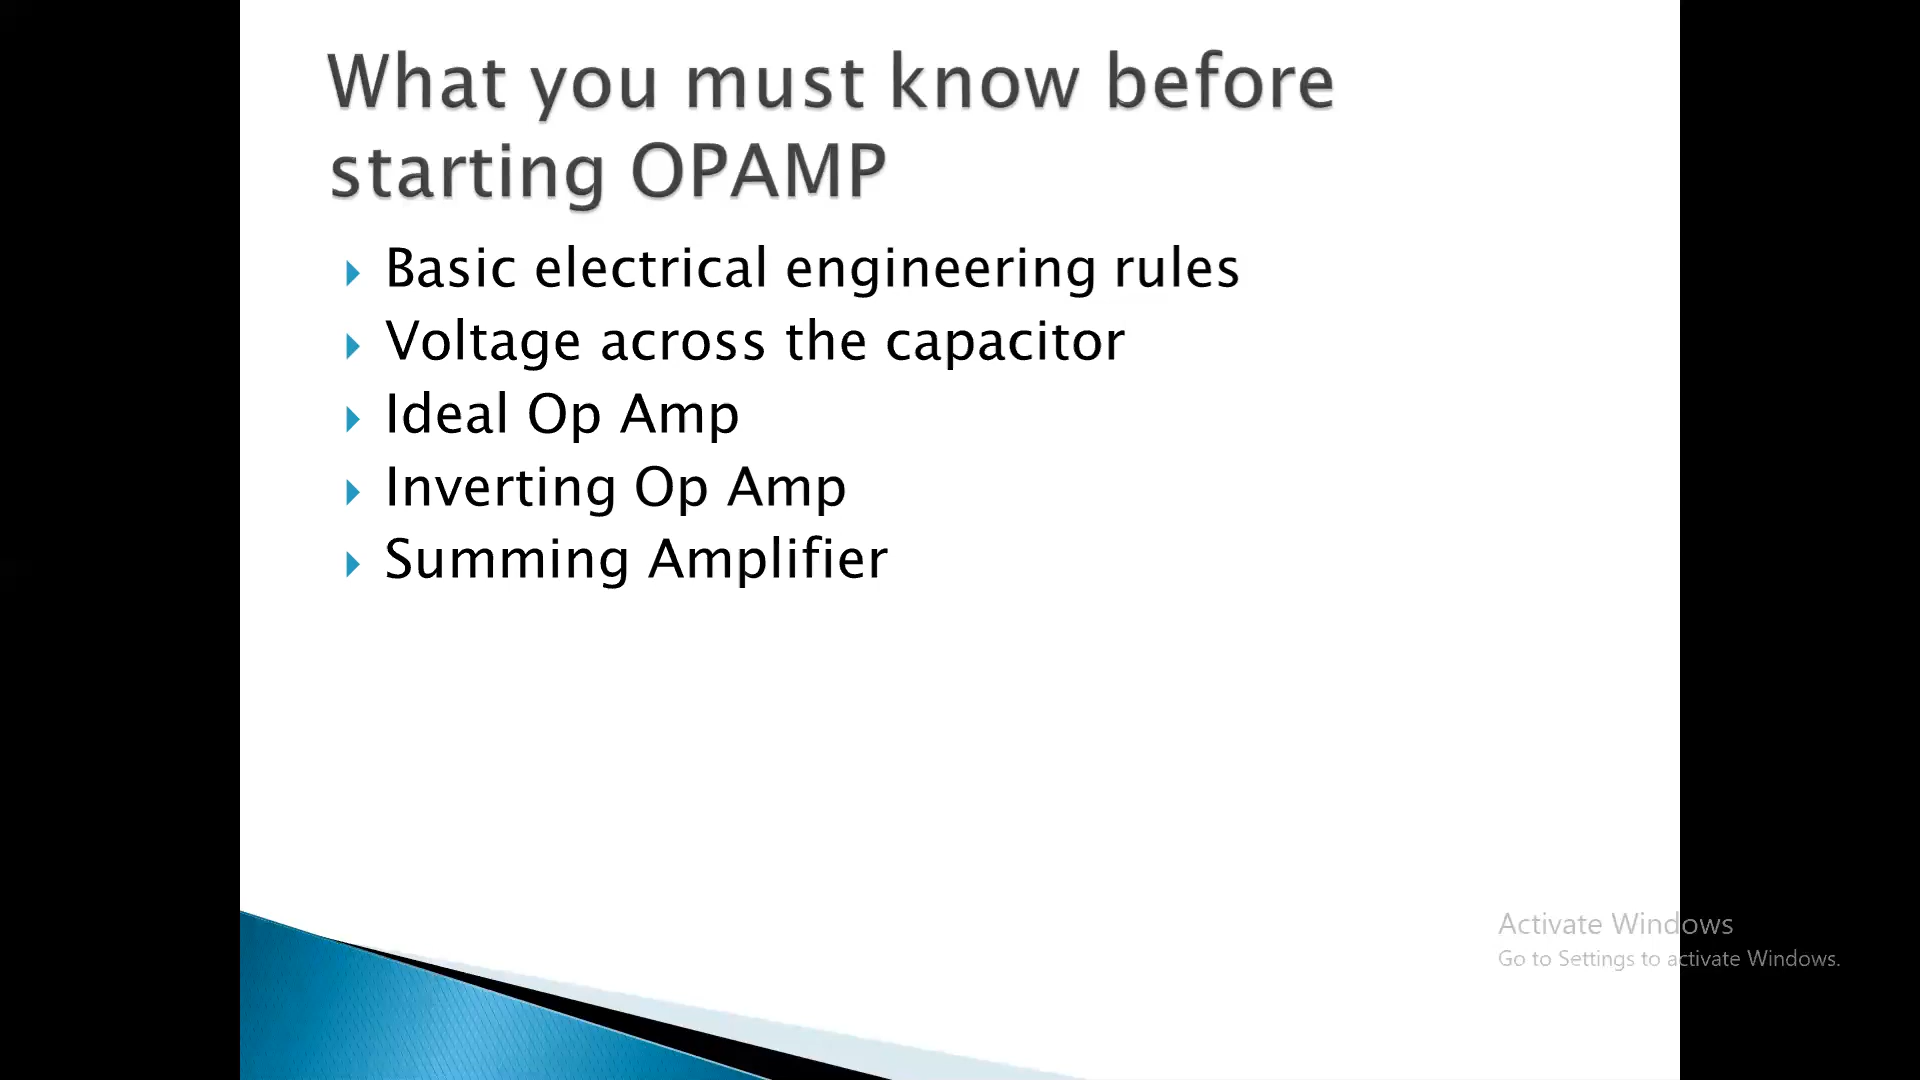 What you must know before
starting OPAMP
Basic electrical engineering rules
Voltage across the capacitor
Ideal Op Amp
Inverting Op Amp
Summing Amplifier
Activate Windows
Go to Settings to activate Windows.